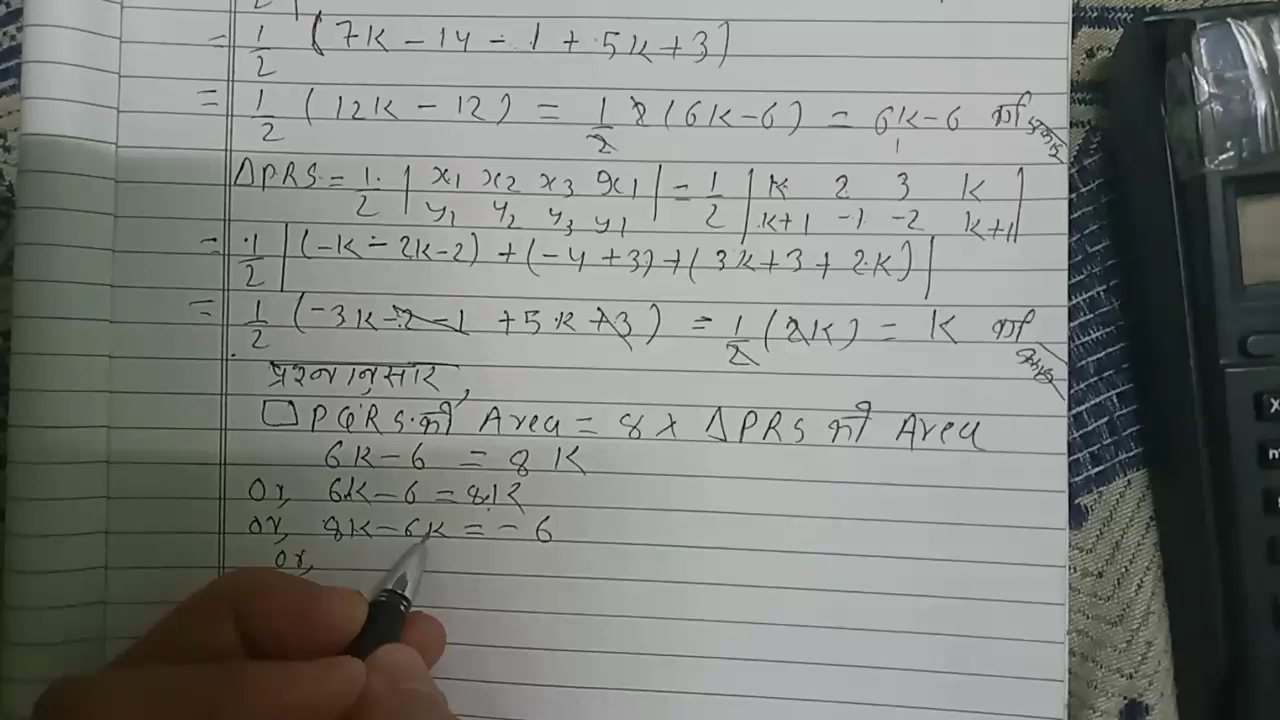 = 1/2 (7k - 14 - 1 + 5k + 3)
= 1/2 (12k - 12) = 1/2 2(6k-6) = 6k-6 वर्ग इकाइ
ΔPRS = 1/2 | x1 x2 x3 x1 | = 1/2 | k 2 3 k |
y1 y2 y3 y1 k+1 -1 -2 k+1
= 1/2 |(-k - 2k - 2) + (-4 + 3) + (3k + 3 + 2k)|
= 1/2 (-3k - 2 - 1 + 5k + 3) = 1/2 (2k) = k वर्ग इकाइ
प्रश्नानुसार,
□ PQRS को Area = 8 × ΔPRS को Area
6k - 6 = 8k
or, 6k - 6 = 8k
or, 8k - 6k = - 6
or,